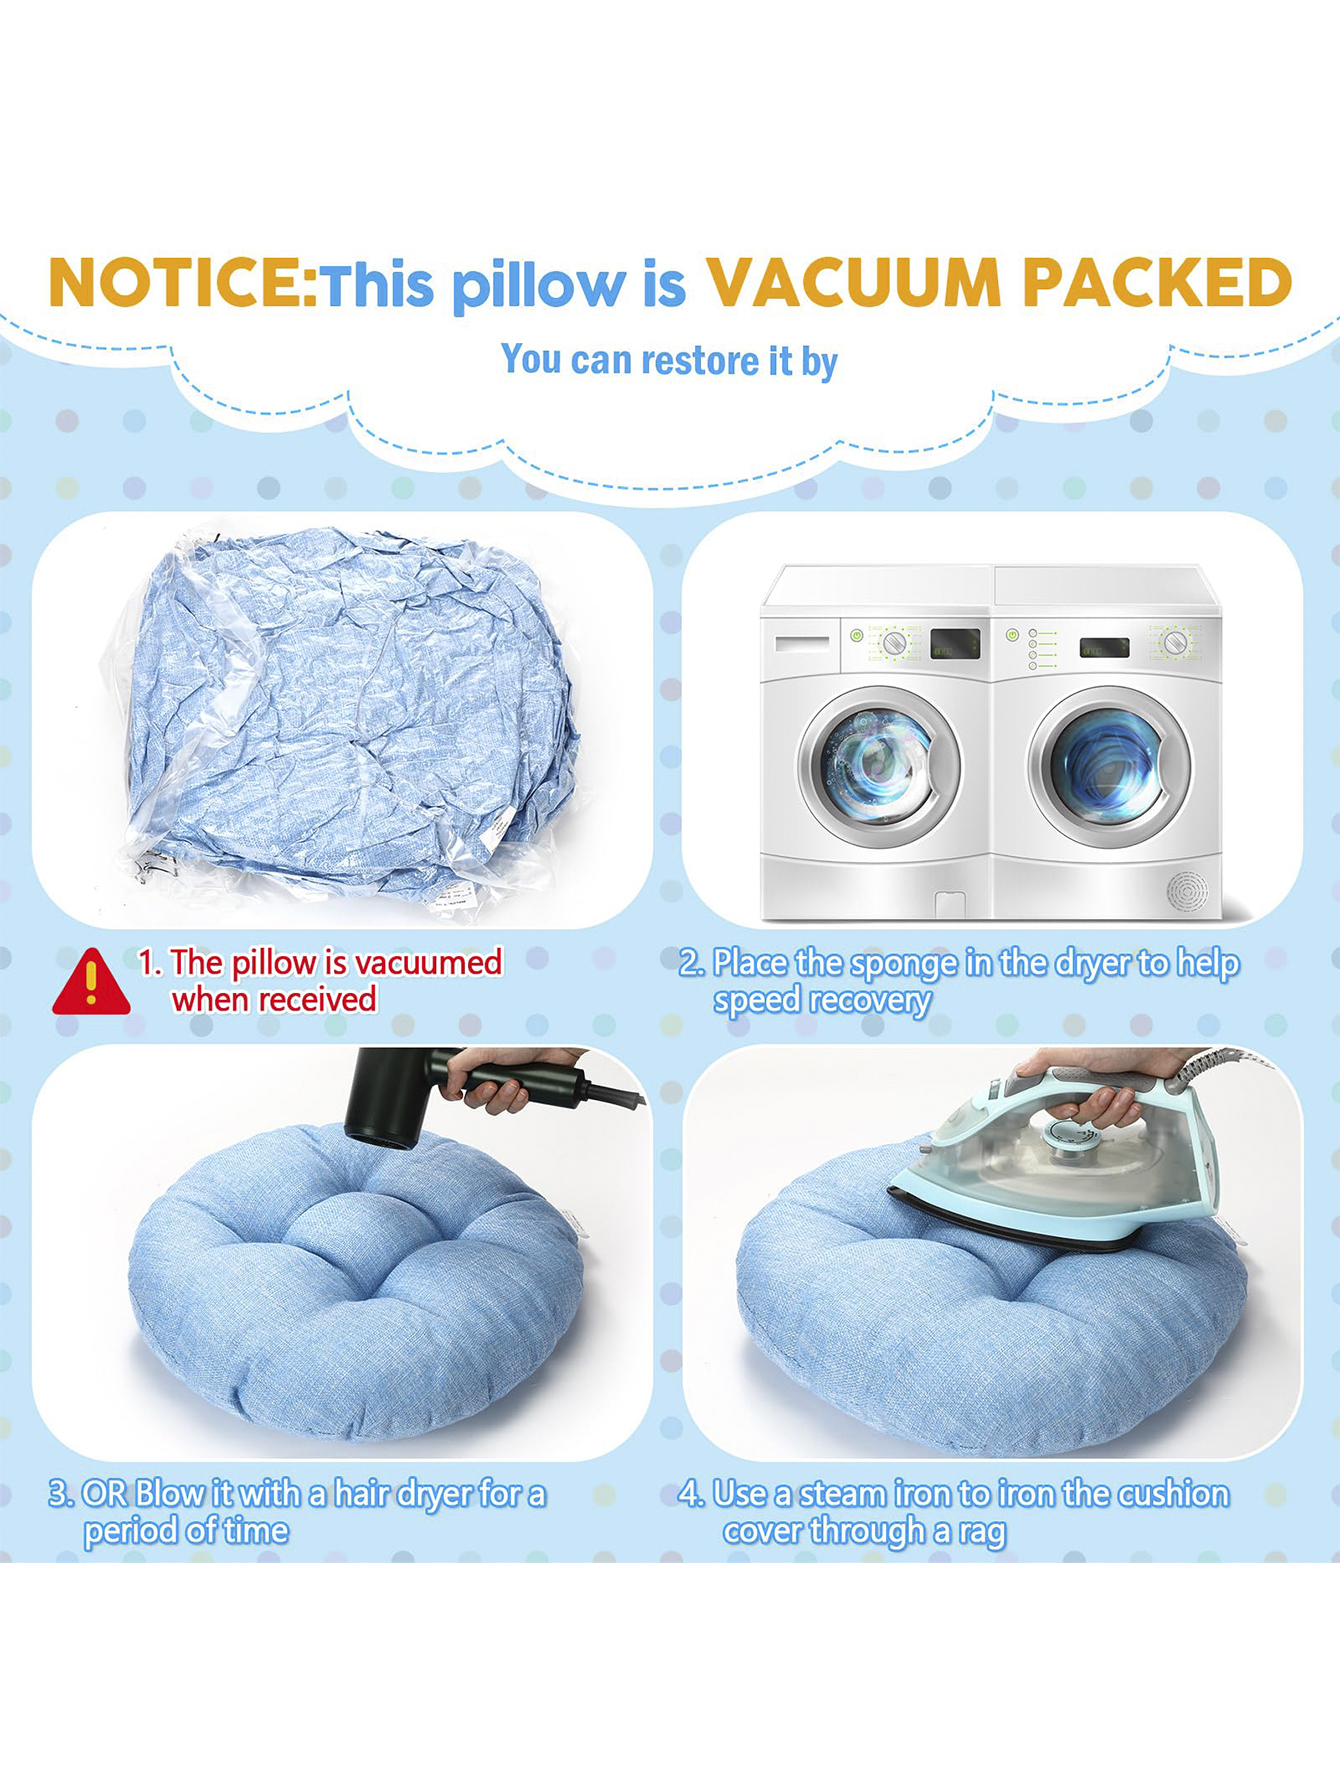 NOTICE:This pillow is VACUUM PACKED
You can restore it by
1. The pillow is vacuumed
when received
2. Place the sponge in the dryer to help
speed recovery
3. OR Blow it with a hair dryer for a
period of time
4. Use a steam iron to iron the cushion
cover through a rag